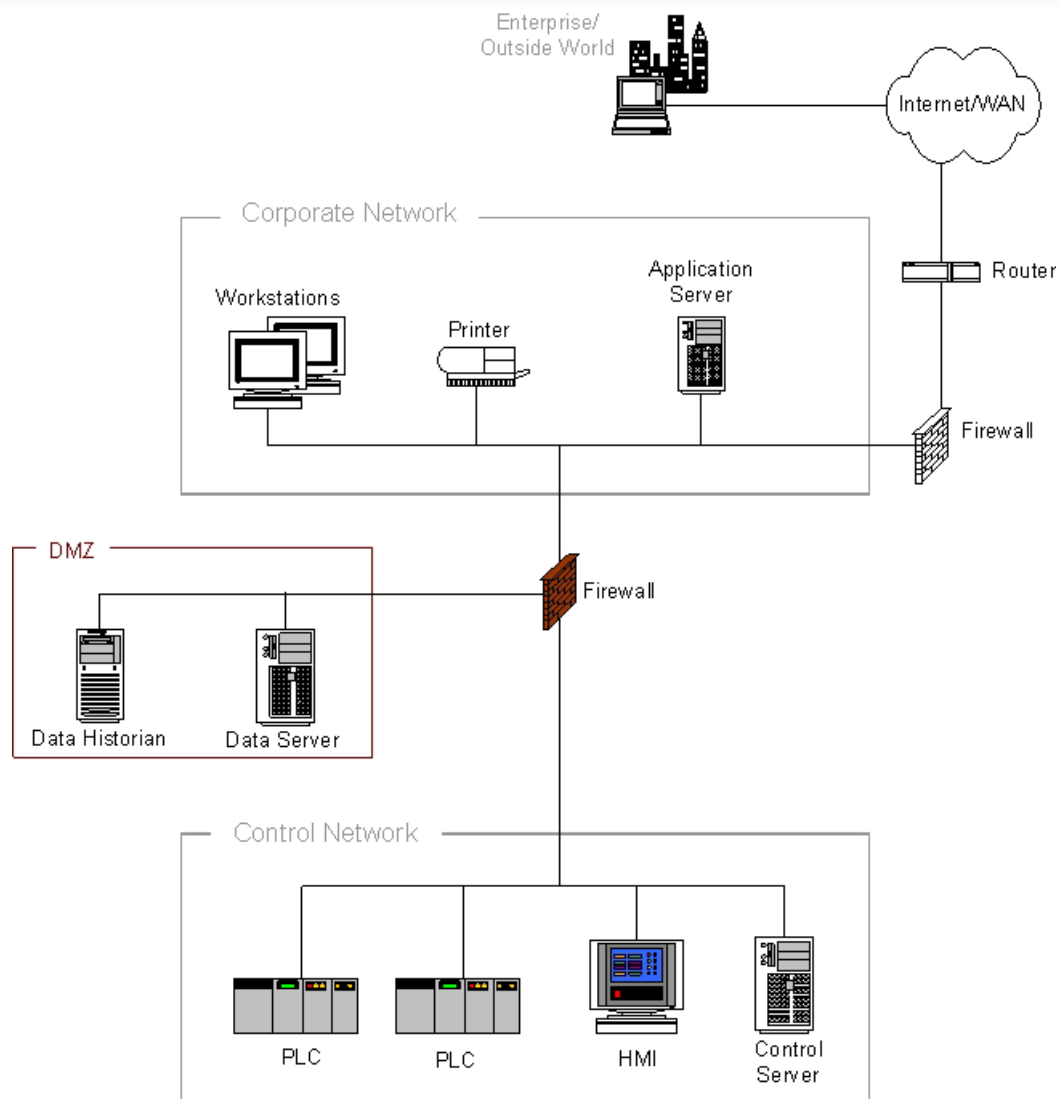 Enterprise/
Outside World
Internet/WAN
Corporate Network
Router
Application
Server
Workstations
Printer
Firewall
DMZ
Firewall
Data Historian
Data Server
Control Network
PLC
PLC
HMI
Control
Server